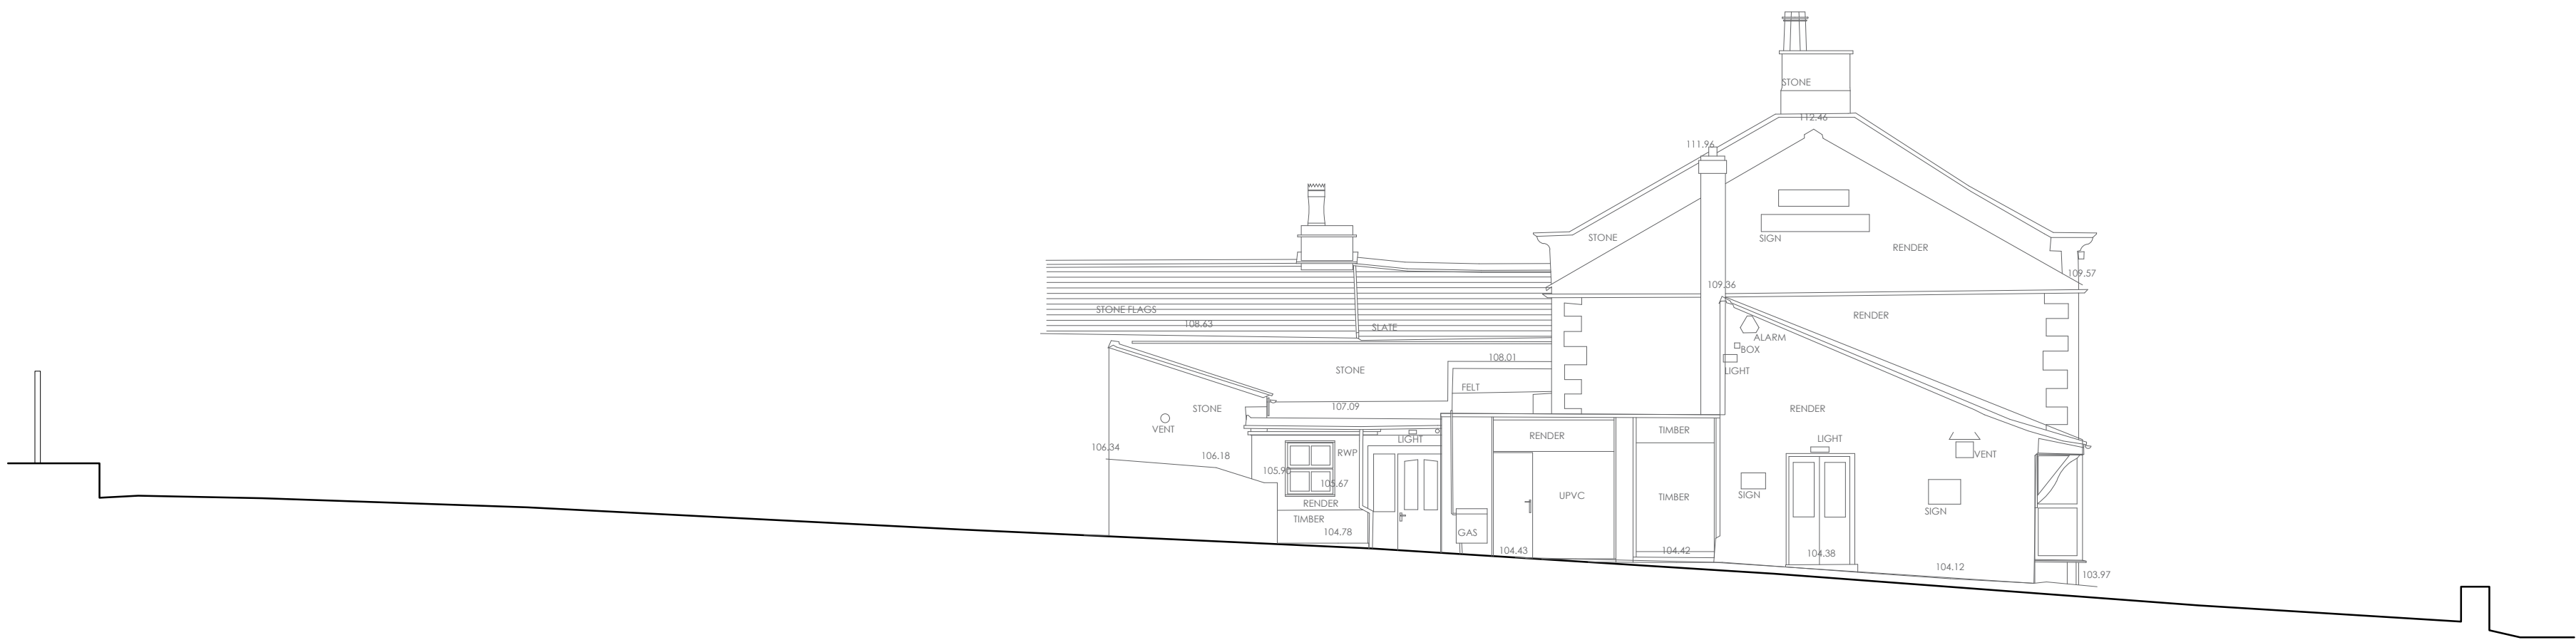 STONE
112.46
111.96
STONE
SIGN
RENDER
109.57
109.36
STONE FLAGS
108.63
SLATE
RENDER
ALARM
BOX
LIGHT
108.01
STONE
FELT
107.09
STONE
VENT
RENDER
TIMBER
RENDER
LIGHT
LIGHT
106.34
106.18
RWP
VENT
105.90
105.67
UPVC
TIMBER
SIGN
RENDER
SIGN
TIMBER
104.78
GAS
104.43
104.42
104.38
104.12
103.97